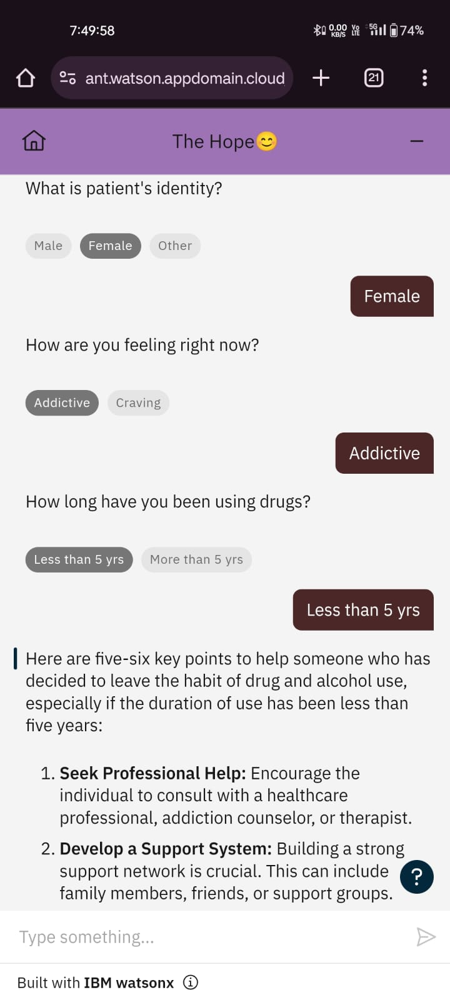 7:49:58 0.00 KB/S Vo LTE 5G 74%
ant.watson.appdomain.cloud 21
The Hope😊
What is patient's identity?
Male Female Other
Female
How are you feeling right now?
Addictive Craving
Addictive
How long have you been using drugs?
Less than 5 yrs More than 5 yrs
Less than 5 yrs
Here are five-six key points to help someone who has
decided to leave the habit of drug and alcohol use,
especially if the duration of use has been less than
five years:
1. Seek Professional Help: Encourage the
individual to consult with a healthcare
professional, addiction counselor, or therapist.
2. Develop a Support System: Building a strong
support network is crucial. This can include
family members, friends, or support groups.
?
Type something...
Built with IBM watsonx